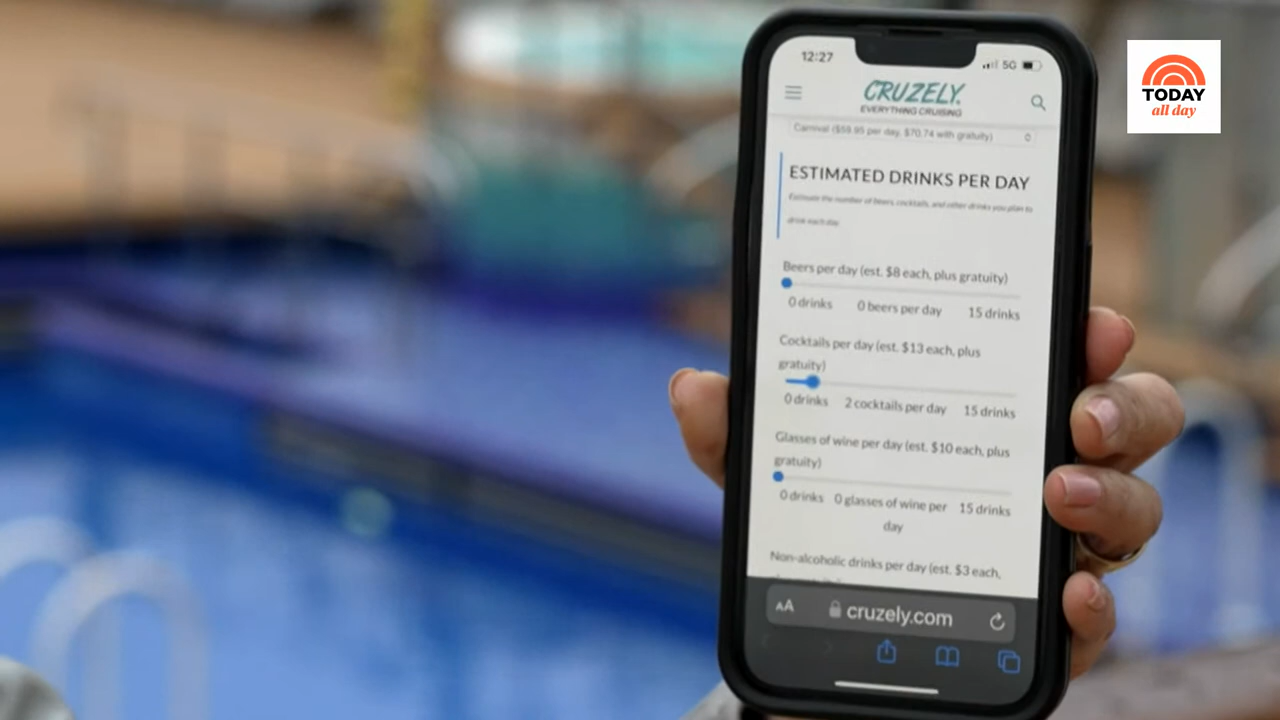 12:27
5G
CRUZELY.
EVERYTHING CRUISING
Carnival ($59.95 per day, $70.74 with gratuity)
ESTIMATED DRINKS PER DAY
Estimate the number of beers, cocktails, and other drinks you plan to
drink each day.
Beers per day (est. $8 each, plus gratuity)
0 drinks 0 beers per day 15 drinks
Cocktails per day (est. $13 each, plus
gratuity)
0 drinks 2 cocktails per day 15 drinks
Glasses of wine per day (est. $10 each, plus
gratuity)
0 drinks 0 glasses of wine per 15 drinks
day
Non-alcoholic drinks per day (est. $3 each,
AA cruzely.com
TODAY
all day